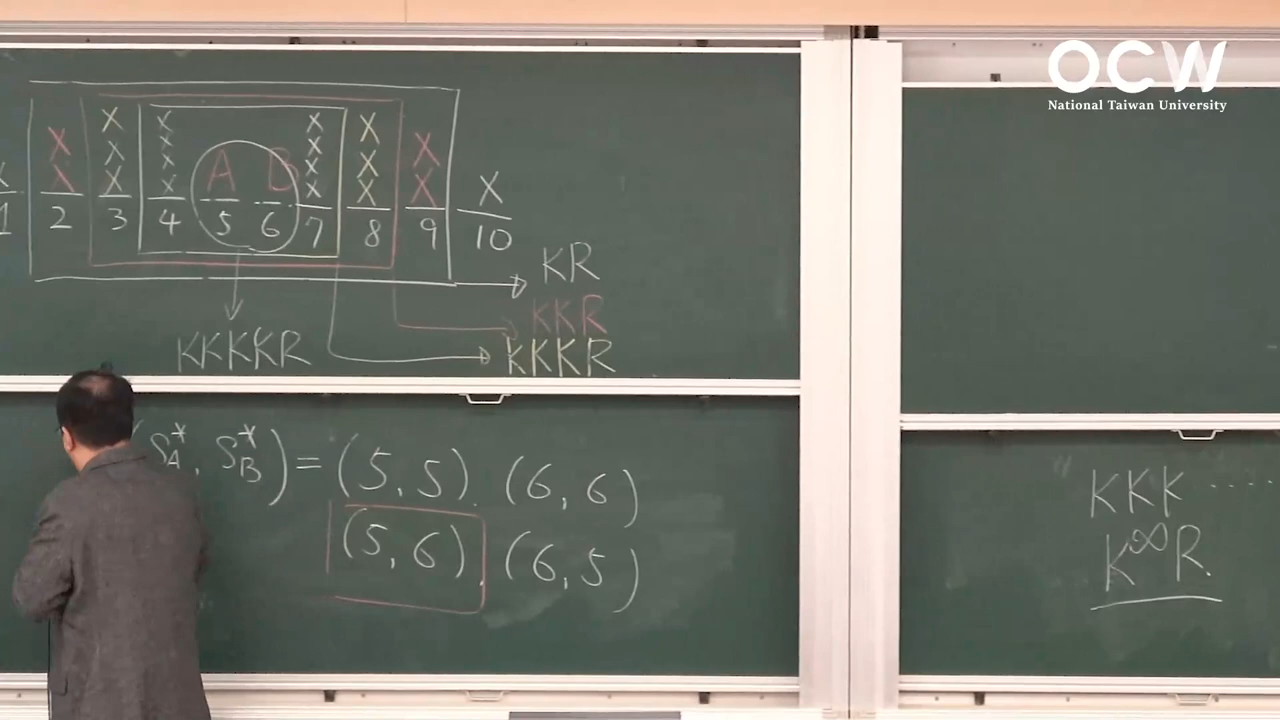 OCW
National Taiwan University
X X X X X X X X X A B X X X X X X X X X X
1 2 3 4 5 6 7 8 9 10
KR
KKR
KKKR
KKKKR
(S*A, S*B) = (5,5). (6,6)
(5,6). (6,5)
KKK ....
K∞R.